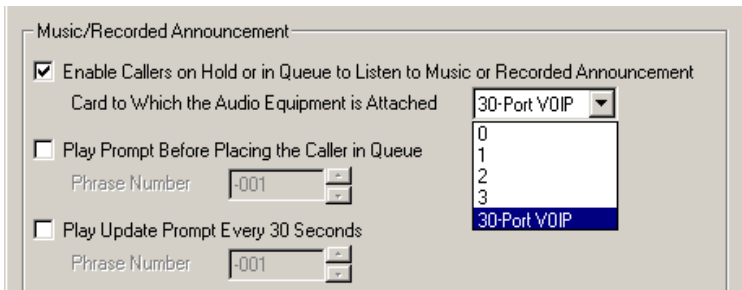 Music/Recorded Announcement
Enable Callers on Hold or in Queue to Listen to Music or Recorded Announcement
Card to Which the Audio Equipment is Attached 30-Port VOIP
0
1
2
3
30-Port VOIP
Play Prompt Before Placing the Caller in Queue
Phrase Number -001
Play Update Prompt Every 30 Seconds
Phrase Number -001